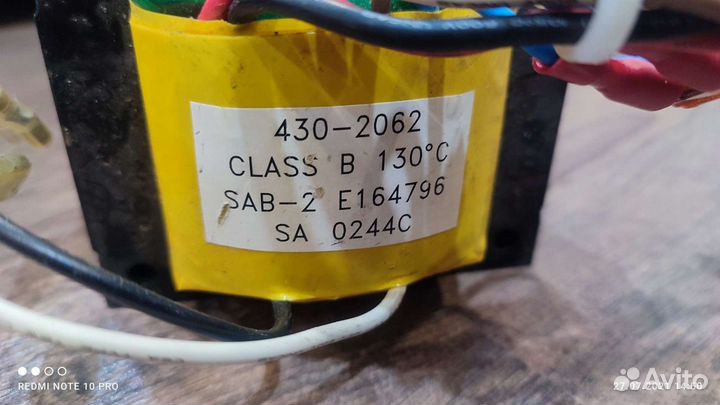 430-2062
CLASS B 130°C
SAB-2 E164796
SA 0244C
REDMI NOTE 10 PRO
Avito